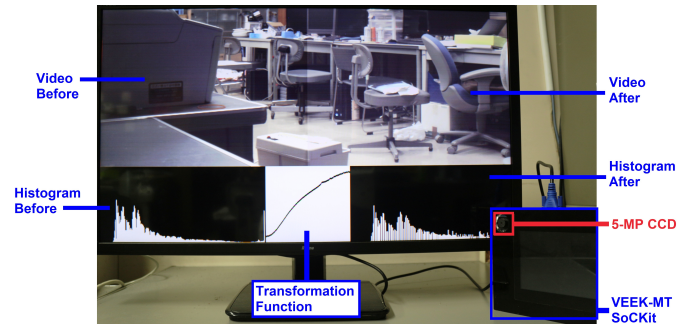 Video
Before
Video
After
Histogram
Before
Histogram
After
5-MP CCD
Transformation
Function
VEEK-MT
SoCKit